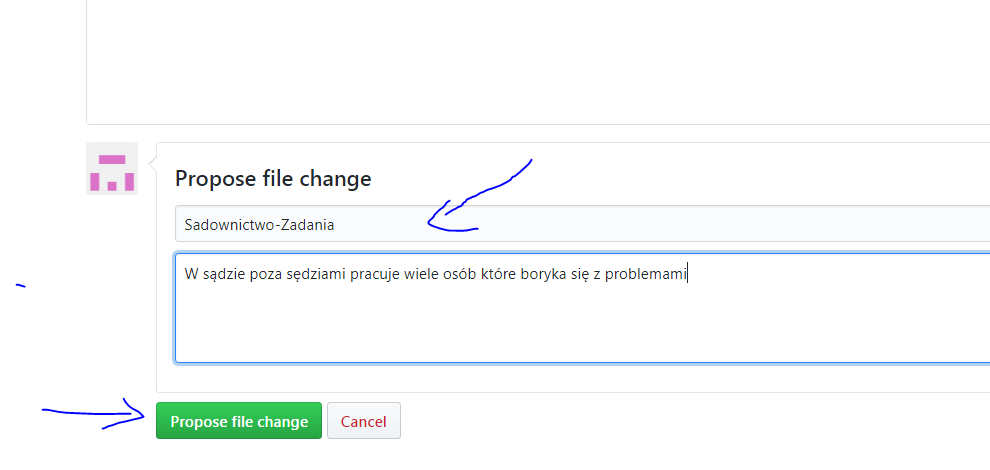 Propose file change
Sadownictwo-Zadania
W sądzie poza sędziami pracuje wiele osób które boryka się z problemami
Propose file change
Cancel